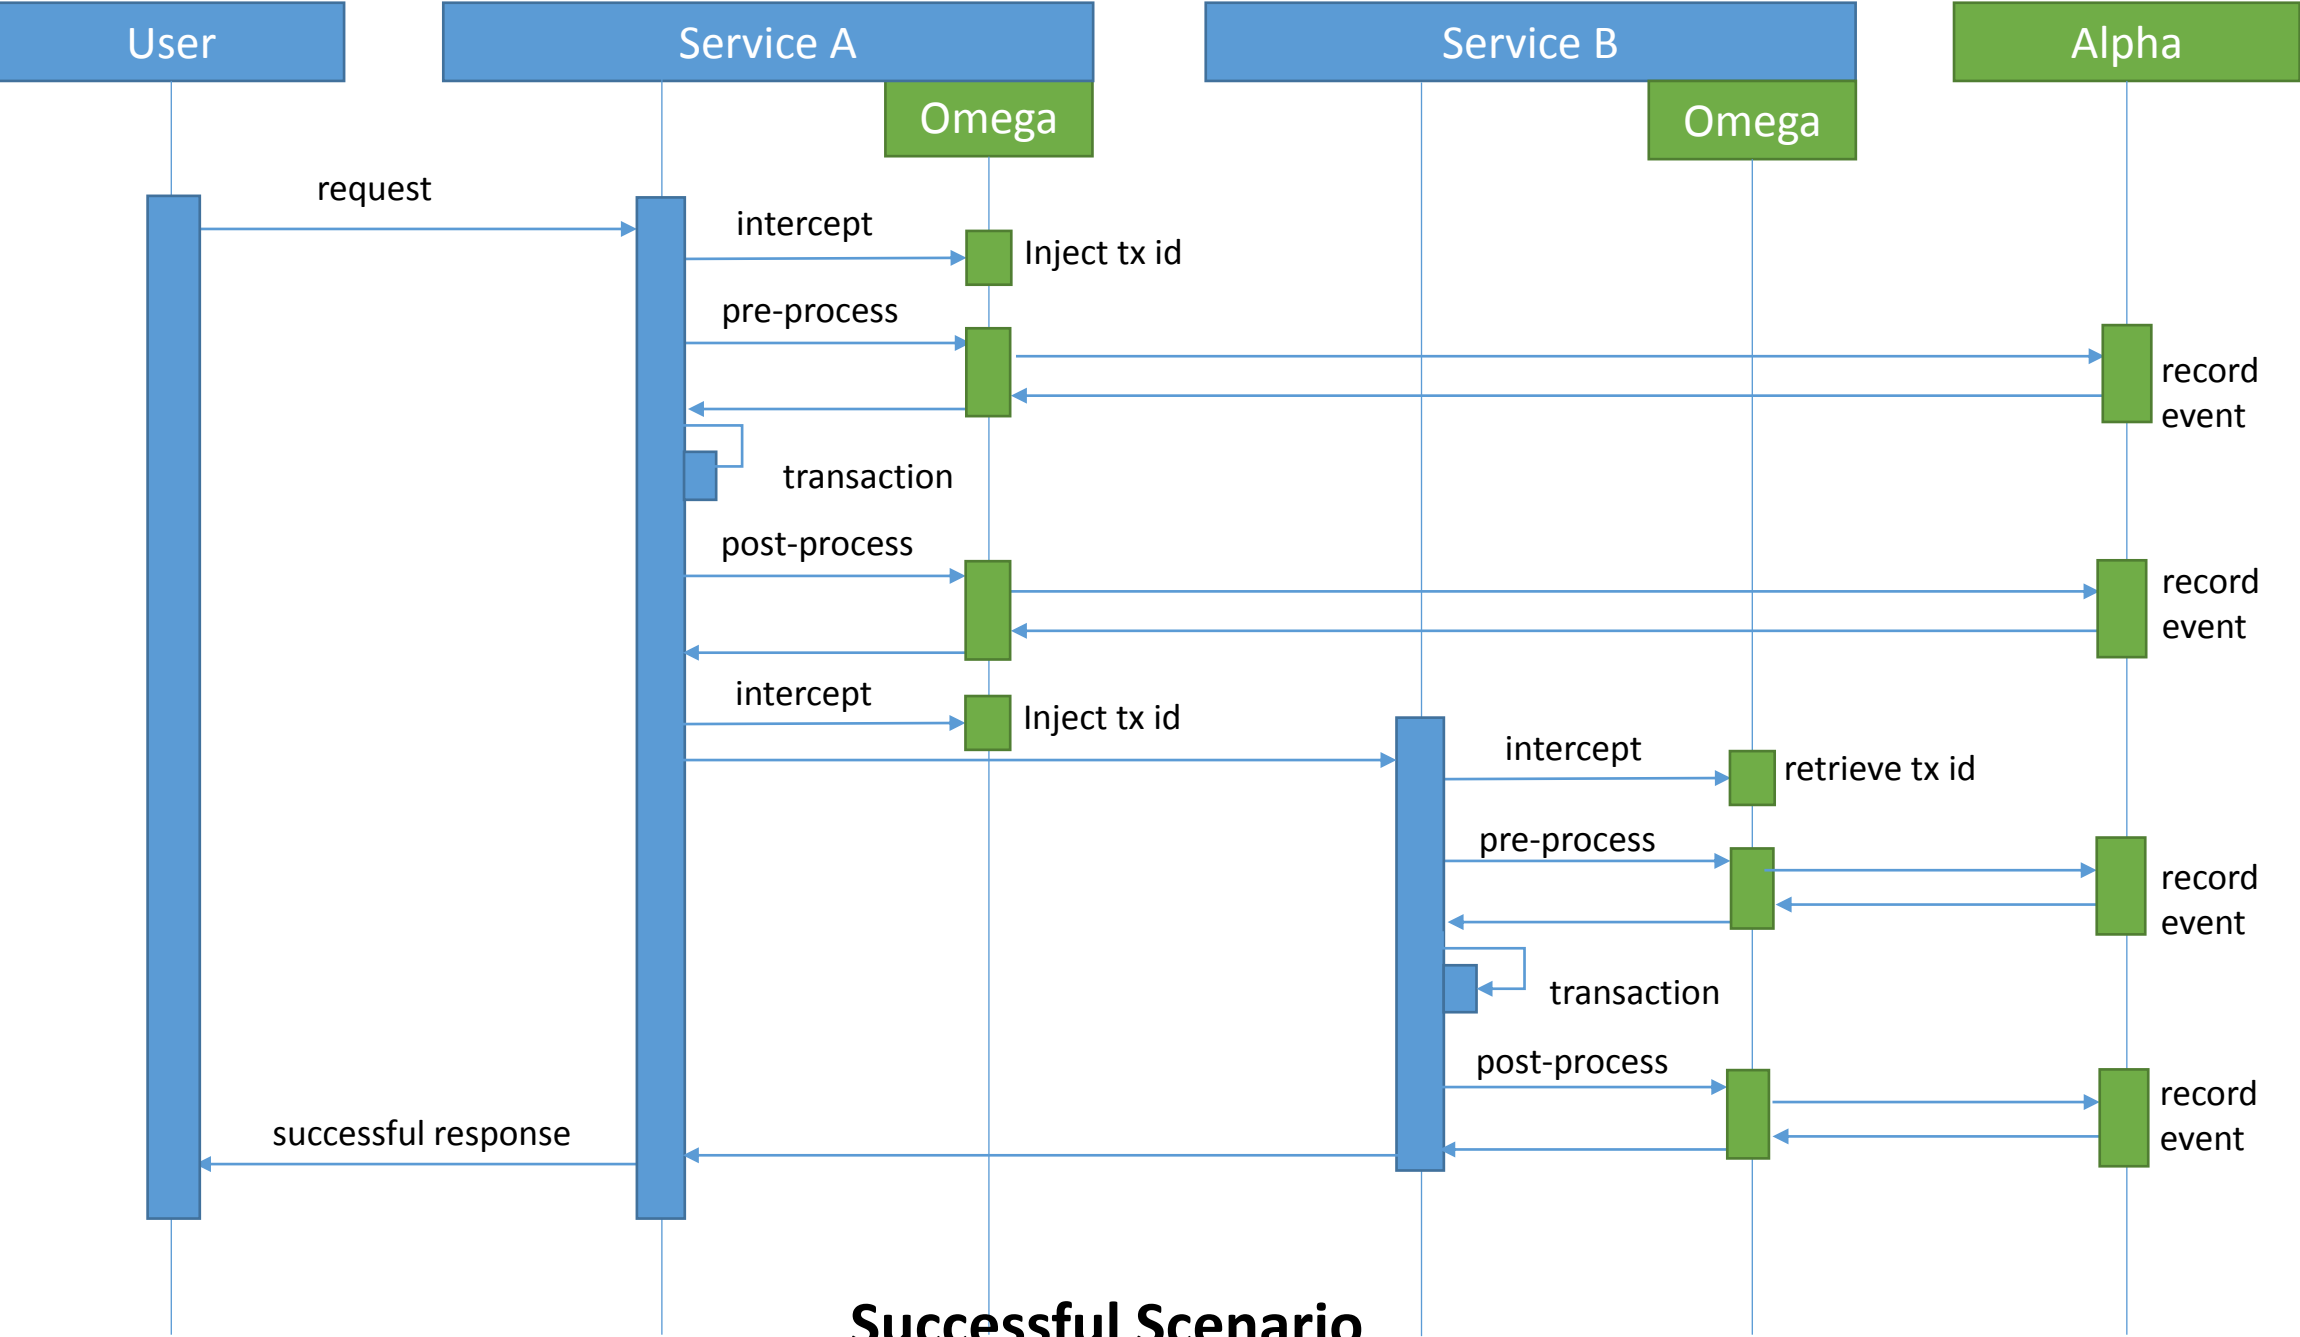 User
Service A
Service B
Alpha
Omega
Omega
request
intercept
Inject tx id
pre-process
record
event
transaction
post-process
record
event
intercept
Inject tx id
intercept
retrieve tx id
pre-process
record
event
transaction
post-process
record
event
successful response
Successful Scenario